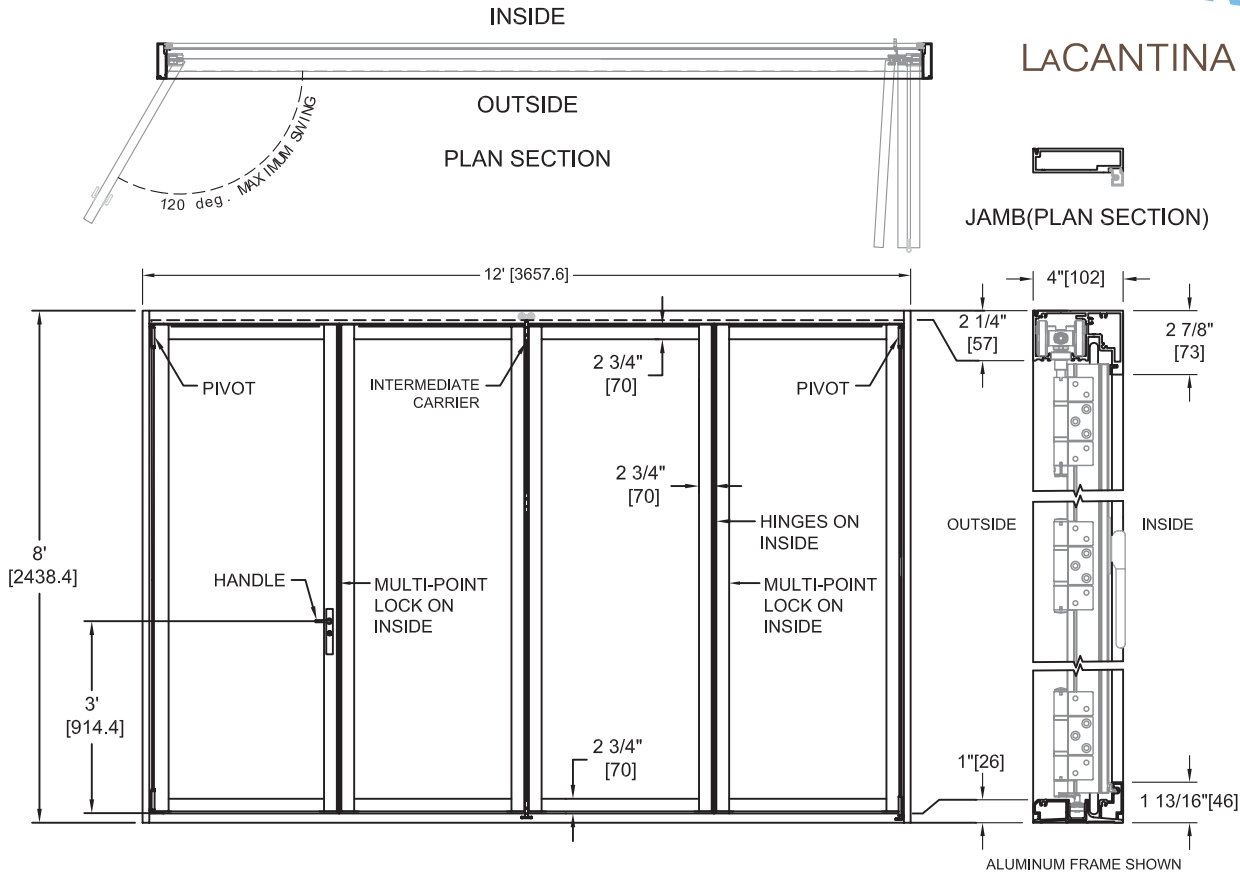 INSIDE
LACANTINA
OUTSIDE
120 deg. MAXIMUM SWING
PLAN SECTION
JAMB(PLAN SECTION)
12' [3657.6]
4"[102]
2 1/4"
[57]
2 7/8"
[73]
2 3/4"
[70]
PIVOT
INTERMEDIATE
CARRIER
PIVOT
2 3/4"
[70]
HINGES ON
INSIDE
OUTSIDE
INSIDE
8'
[2438.4]
HANDLE
MULTI-POINT
LOCK ON
INSIDE
MULTI-POINT
LOCK ON
INSIDE
3'
[914.4]
2 3/4"
[70]
1"[26]
1 13/16"[46]
ALUMINUM FRAME SHOWN